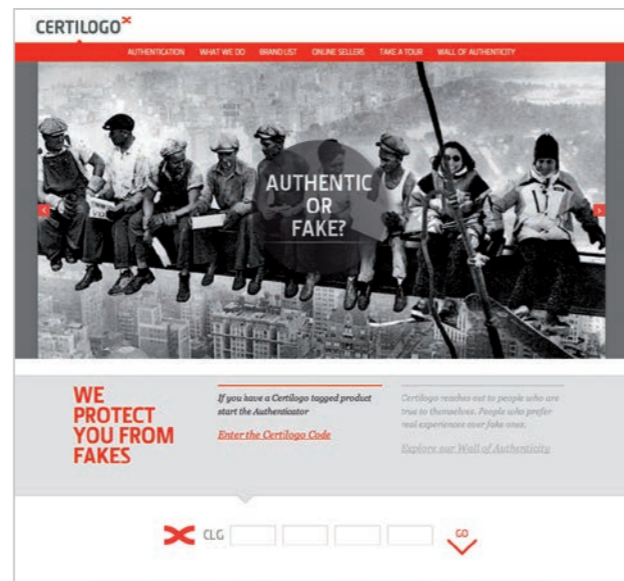 CERTILOGO
AUTHENTICATION WHAT WE DO BRAND LIST ONLINE SELLERS TAKE A TOUR WALL OF AUTHENTICITY
AUTHENTIC
OR
FAKE?
WE
PROTECT
YOU FROM
FAKES
If you have a Certilogo tagged product
start the Authenticator
Enter the Certilogo Code
Certilogo reaches out to people who are
true to themselves. People who prefer
real experiences over fake ones.
Explore our Wall of Authenticity
CLG
GO